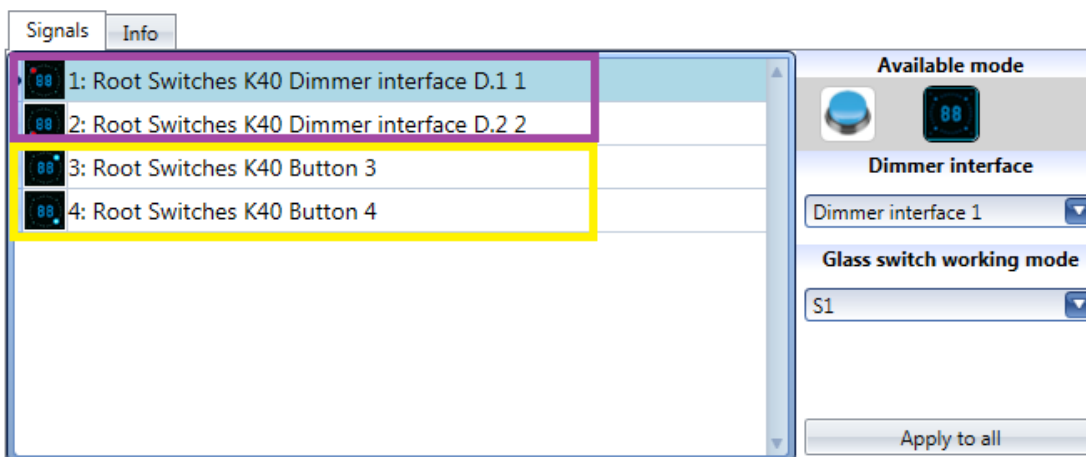 Signals
Info
1: Root Switches K40 Dimmer interface D.1 1
2: Root Switches K40 Dimmer interface D.2 2
3: Root Switches K40 Button 3
4: Root Switches K40 Button 4
Available mode
88
Dimmer interface
Dimmer interface 1
Glass switch working mode
S1
Apply to all